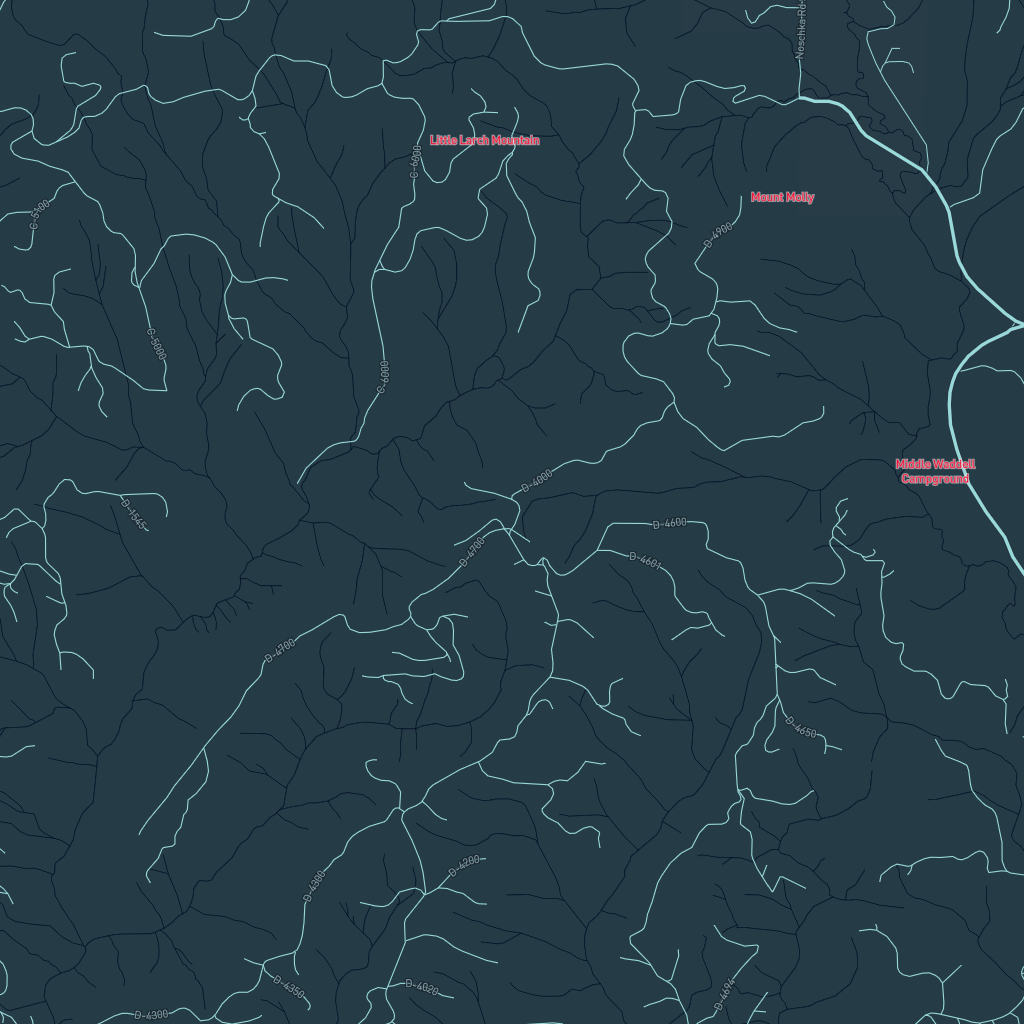 Noschka Rd
Little Larch Mountain
C-6000
Mount Molly
C-5100
D-4900
C-5000
C-6000
Middle Waddell
Campground
D-4000
D-1545
D-4600
D-4700
D-4601
D-4700
D-4650
D-4200
D-4300
D-4350
D-4020
D-4694
D-4300